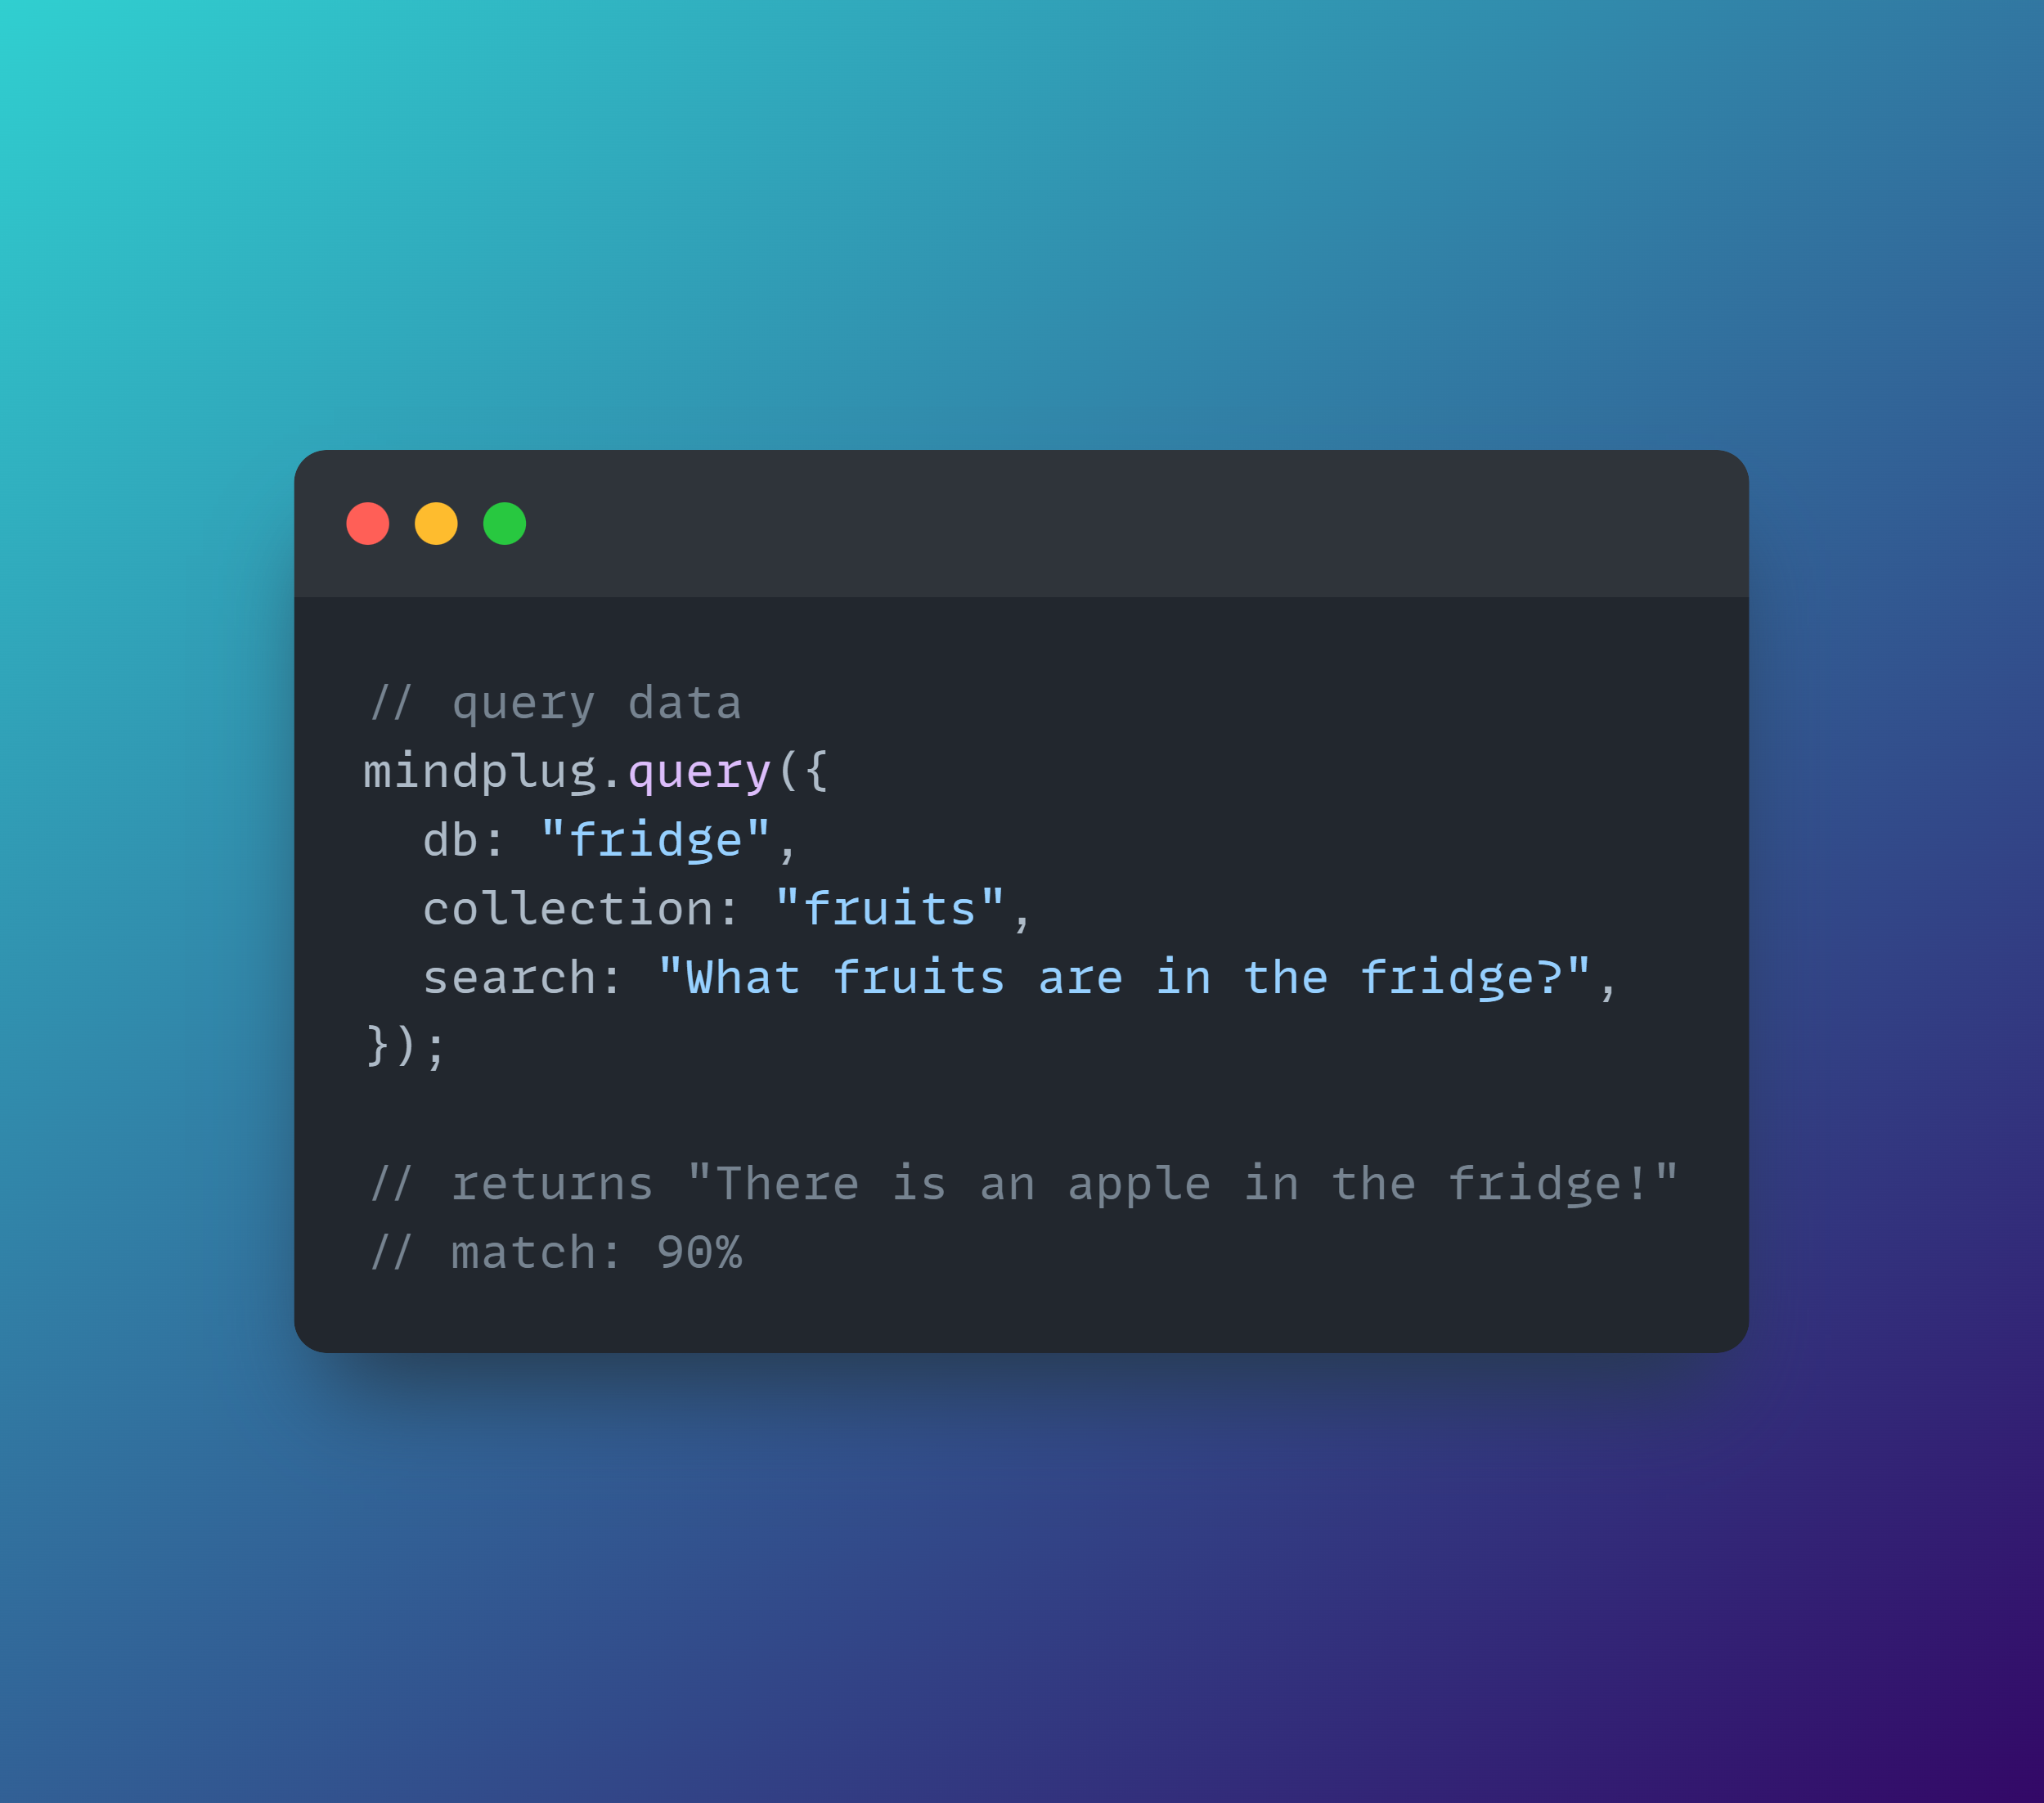 // query data
mindplug.query({
  db: "fridge",
  collection: "fruits",
  search: "What fruits are in the fridge?",
});

// returns "There is an apple in the fridge!"
// match: 90%